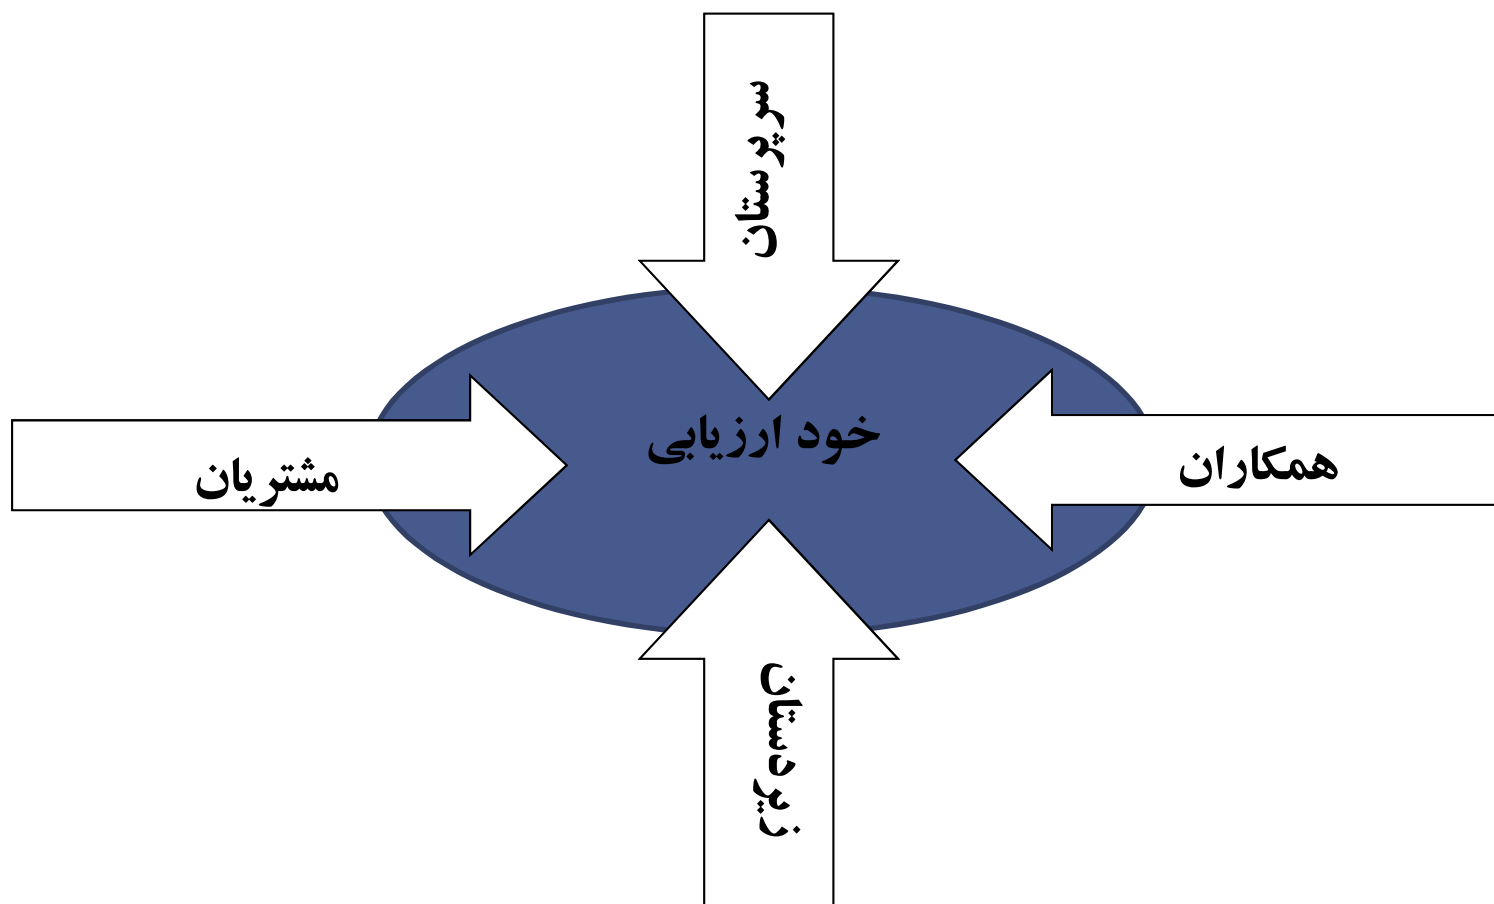 سرپرستان
خود ارزیابی
همکاران
مشتریان
زیردستان